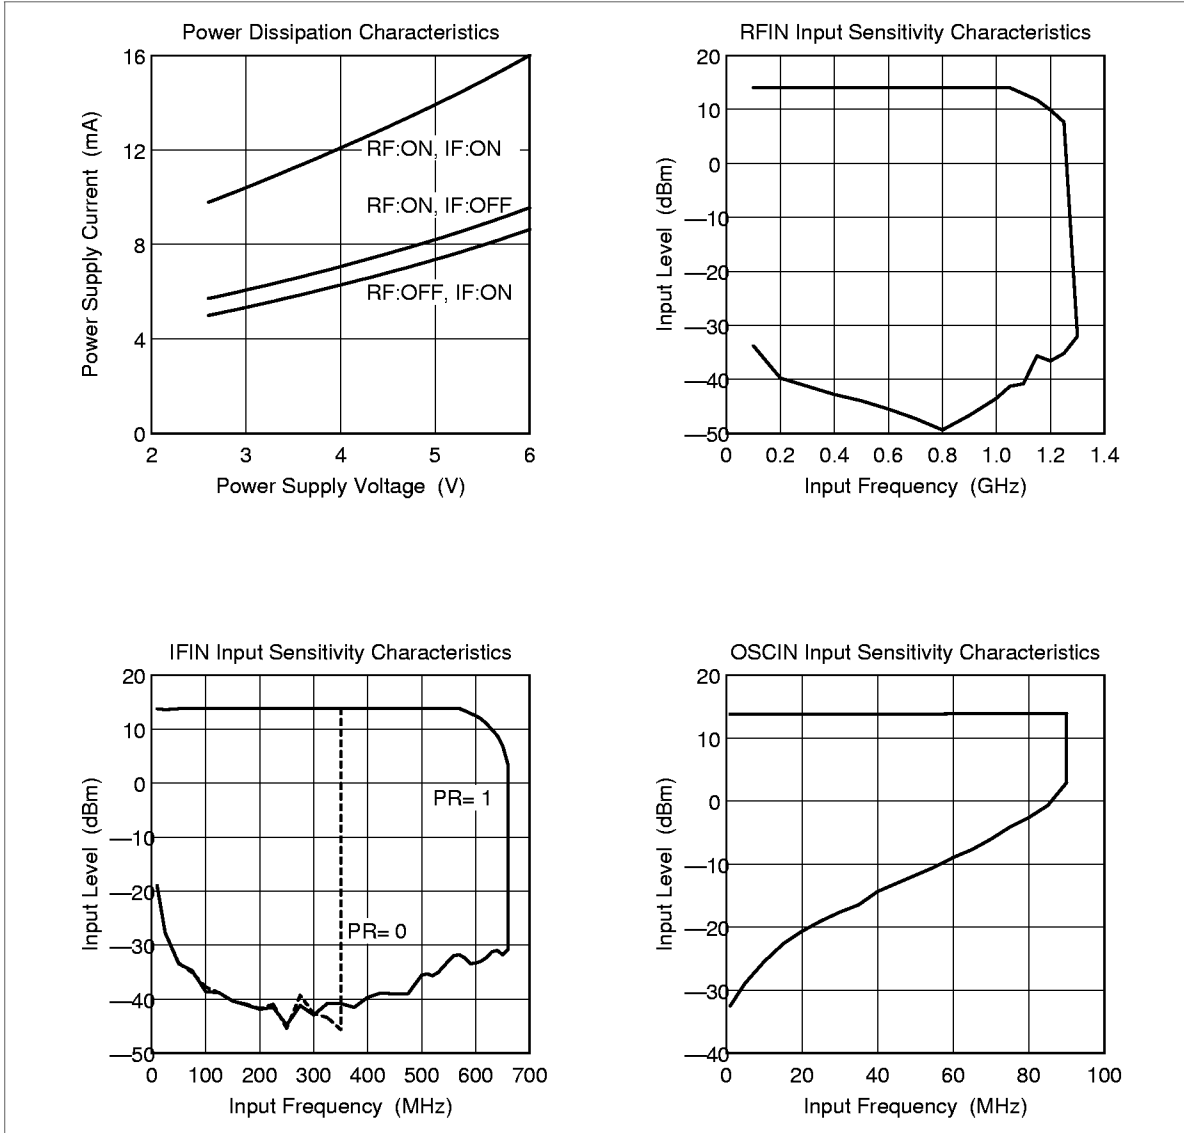 Power Dissipation Characteristics
16
12
8
4
0
2 3 4 5 6
Power Supply Current (mA)
Power Supply Voltage (V)
RF:ON, IF:ON
RF:ON, IF:OFF
RF:OFF, IF:ON
RFIN Input Sensitivity Characteristics
20
10
0
—10
—20
—30
—40
—50
0 0.2 0.4 0.6 0.8 1.0 1.2 1.4
Input Level (dBm)
Input Frequency (GHz)
IFIN Input Sensitivity Characteristics
20
10
0
—10
—20
—30
—40
—50
0 100 200 300 400 500 600 700
Input Level (dBm)
Input Frequency (MHz)
PR= 1
PR= 0
OSCIN Input Sensitivity Characteristics
20
10
0
—10
—20
—30
—40
0 20 40 60 80 100
Input Level (dBm)
Input Frequency (MHz)